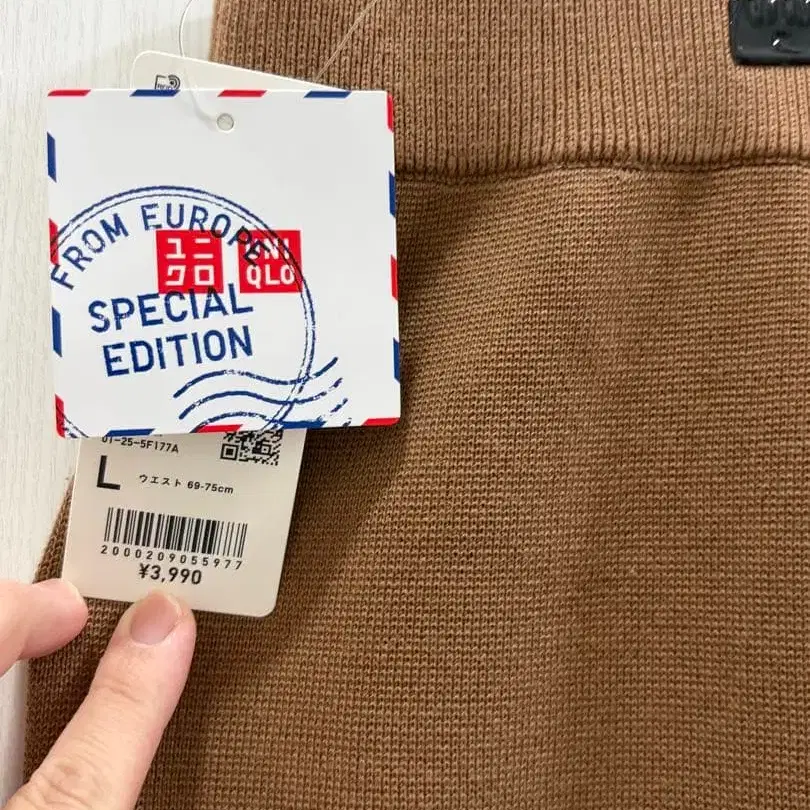 FROM EUROPE
ユニ
クロ
UNI
QLO
SPECIAL
EDITION
01-25-5F177A
L ウエスト 69-75cm
2000209055977
¥3,990